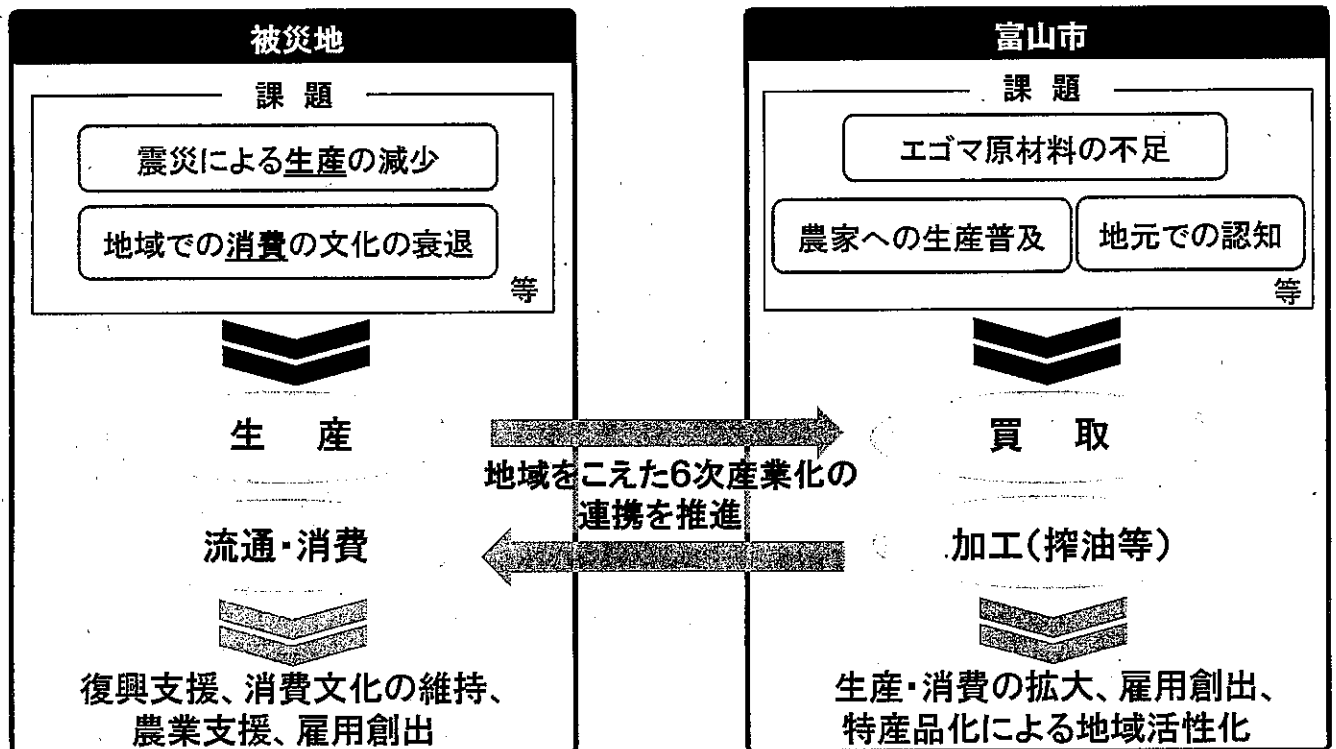 被災地
課題
震災による生産の減少
地域での消費の文化の衰退
等
生産
流通・消費
復興支援、消費文化の維持、
農業支援、雇用創出
地域をこえた6次産業化の
連携を推進
富山市
課題
エゴマ原材料の不足
農家への生産普及
地元での認知
等
買取
加工(搾油等)
生産・消費の拡大、雇用創出、
特産品化による地域活性化